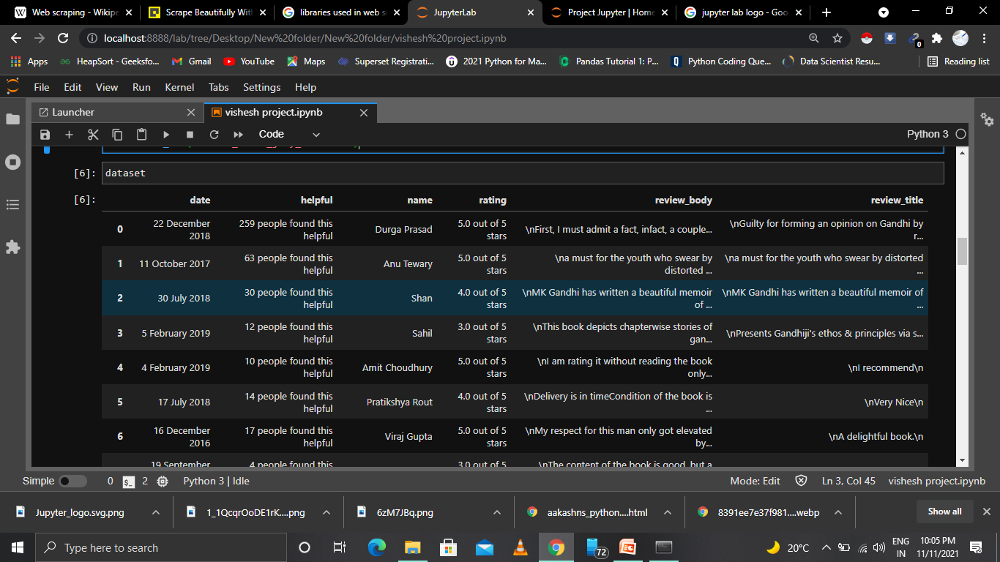 Web scraping - Wikipe
Scrape Beautifully Wit
libraries used in web s
JupyterLab
Project Jupyter | Home
jupyter lab logo - Goo
localhost:8888/lab/tree/Desktop/New%20folder/New%20folder/vishesh%20project.ipynb
0
Apps
HeapSort - Geeksfo...
Gmail
YouTube
Maps
Superset Registrati...
2021 Python for Ma...
Pandas Tutorial 1: P...
Python Coding Que...
Data Scientist Resu...
Reading list
File Edit View Run Kernel Tabs Settings Help
Launcher
vishesh project.ipynb
Code
Python 3
[6]: dataset
[6]: date helpful name rating review_body review_title
0 22 December 2018 259 people found this helpful Durga Prasad 5.0 out of 5 stars \nFirst, I must admit a fact, infact, a couple... \nGuilty for forming an opinion on Gandhi by r...
1 11 October 2017 63 people found this helpful Anu Tewary 5.0 out of 5 stars \na must for the youth who swear by distorted ... \na must for the youth who swear by distorted ...
2 30 July 2018 30 people found this helpful Shan 4.0 out of 5 stars \nMK Gandhi has written a beautiful memoir of ... \nMK Gandhi has written a beautiful memoir of ...
3 5 February 2019 12 people found this helpful Sahil 3.0 out of 5 stars \nThis book depicts chapterwise stories of gan... \nPresents Gandhiji's ethos & principles via s...
4 4 February 2019 10 people found this helpful Amit Choudhury 5.0 out of 5 stars \nI am rating it without reading the book only... \nI recommend\n
5 17 July 2018 14 people found this helpful Pratikshya Rout 4.0 out of 5 stars \nDelivery is in timeCondition of the book is ... \nVery Nice\n
6 16 December 2016 17 people found this helpful Viraj Gupta 5.0 out of 5 stars \nMy respect for this man only got elevated by... \nA delightful book.\n
19 September 4 people found this 3.0 out of 5 \nThe content of the book is good, but a
Simple 0 2 Python 3 | Idle Mode: Edit Ln 3, Col 45 vishesh project.ipynb
Jupyter_logo.svg.png
1_1QcqrOoDE1rK....png
6zM7JBq.png
aakashns_python....html
8391ee7e37f981....webp
Show all
Type here to search
72
20°C
ENG
IN
10:05 PM
11/11/2021